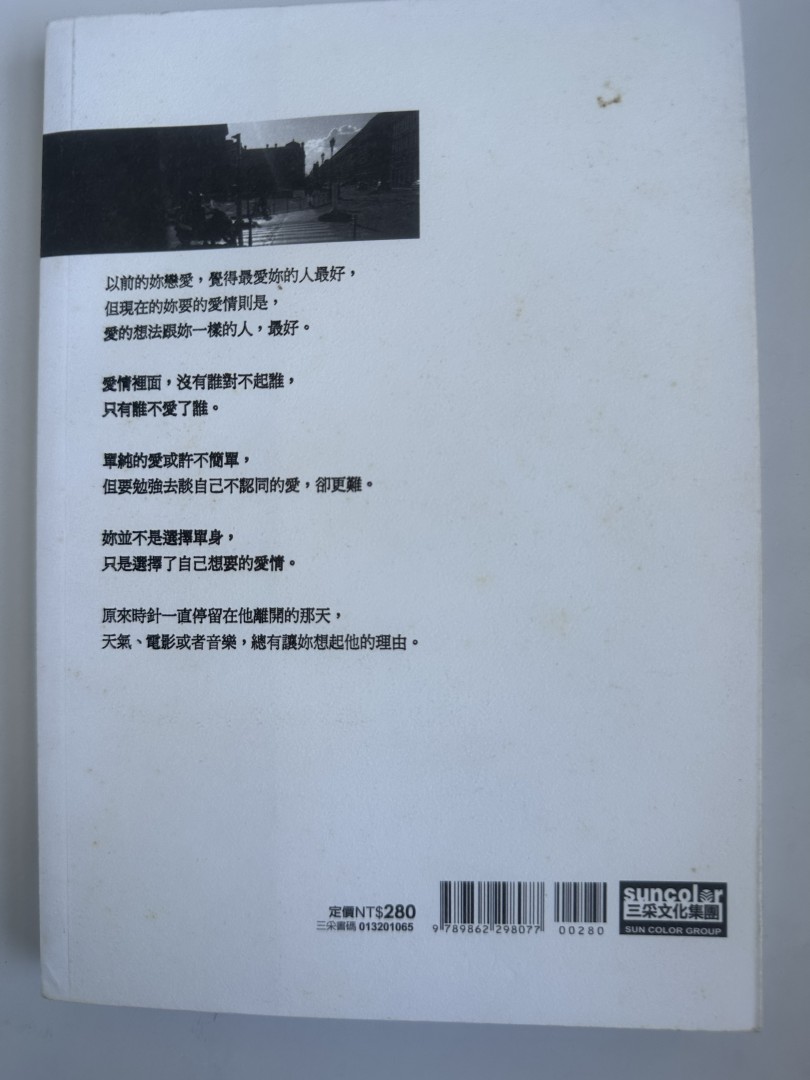 以前的妳戀愛，覺得最愛妳的人最好，
但現在的妳要的愛情則是，
愛的想法跟妳一樣的人，最好。
愛情裡面，沒有誰對不起誰，
只有誰不愛了誰。
單純的愛或許不簡單，
但要勉強去談自己不認同的愛，卻更難。
妳並不是選擇單身，
只是選擇了自己想要的愛情。
原來時針一直停留在他離開的那天，
天氣、電影或者音樂，總有讓妳想起他的理由。
定價NT$280
三采書碼 013201065
9 789862 298077
00280
suncolor
三采文化集團
SUN COLOR GROUP